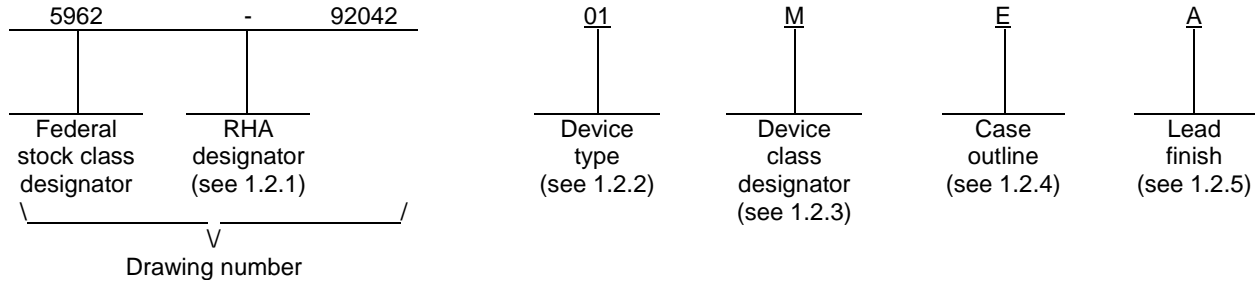 5962 - 92042 01 M E A
Federal stock class designator
RHA designator (see 1.2.1)
Device type (see 1.2.2)
Device class designator (see 1.2.3)
Case outline (see 1.2.4)
Lead finish (see 1.2.5)
\ / \/
Drawing number